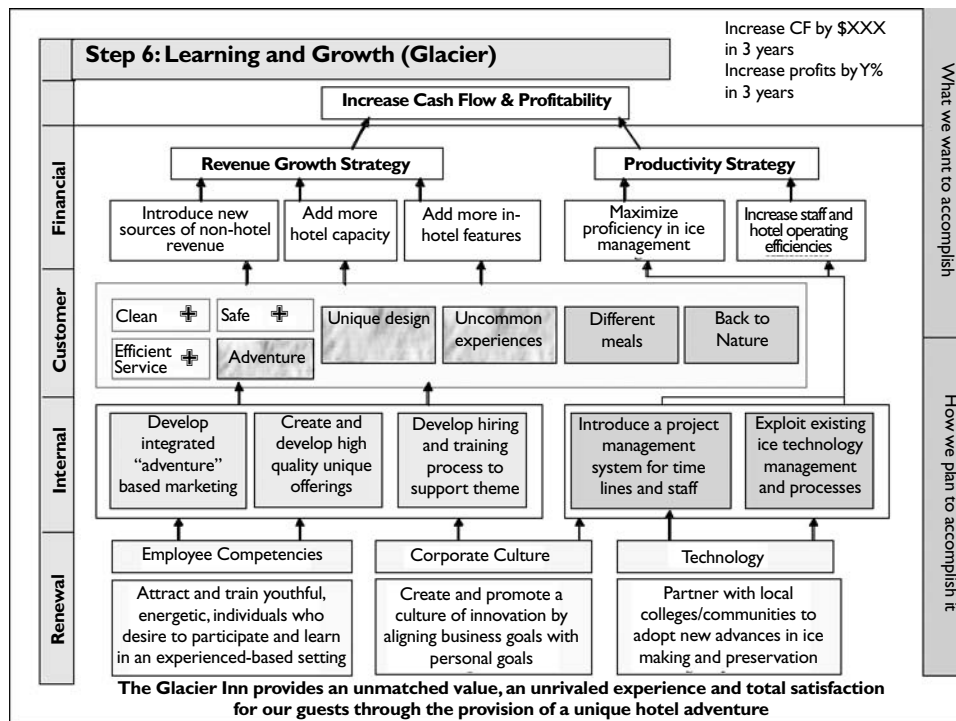 Step 6: Learning and Growth (Glacier)
Increase CF by $XXX
in 3 years
Increase profits by Y%
in 3 years
What we want to accomplish
Increase Cash Flow & Profitability
Financial
Revenue Growth Strategy
Productivity Strategy
Introduce new
sources of non-hotel
revenue
Add more
hotel capacity
Add more in-
hotel features
Maximize
proficiency in ice
management
Increase staff and
hotel operating
efficiencies
Customer
Clean
Safe
Efficient
Service
Adventure
Unique design
Uncommon
experiences
Different
meals
Back to
Nature
How we plan to accomplish it
Internal
Develop
integrated
“adventure”
based marketing
Create and
develop high
quality unique
offerings
Develop hiring
and training
process to
support theme
Introduce a project
management
system for time
lines and staff
Exploit existing
ice technology
management
and processes
Renewal
Employee Competencies
Attract and train youthful,
energetic, individuals who
desire to participate and learn
in an experienced-based setting
Corporate Culture
Create and promote a
culture of innovation by
aligning business goals with
personal goals
Technology
Partner with local
colleges/communities to
adopt new advances in ice
making and preservation
The Glacier Inn provides an unmatched value, an unrivaled experience and total satisfaction
for our guests through the provision of a unique hotel adventure